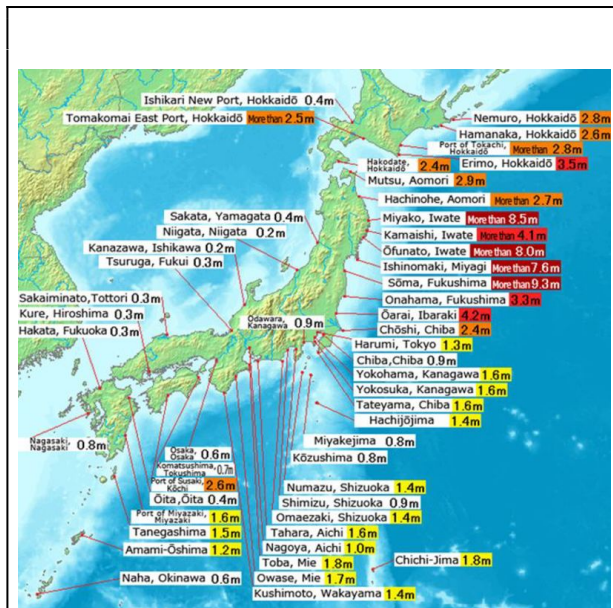 Ishikari New Port, Hokkaidō 0.4m
Tomakomai East Port, Hokkaidō More than 2.5m
Nemuro, Hokkaidō 2.8m
Hamanaka, Hokkaidō 2.6m
Port of Tokachi,
Hokkaidō More than 2.8m
Hakodate,
Hokkaidō 2.4m
Erimo, Hokkaidō 3.5m
Mutsu, Aomori 2.9m
Hachinohe, Aomori More than 2.7m
Sakata, Yamagata 0.4m
Miyako, Iwate More than 8.5m
Niigata, Niigata 0.2m
Kamaishi, Iwate More than 4.1m
Kanazawa, Ishikawa 0.2m
Ōfunato, Iwate More than 8.0m
Tsuruga, Fukui 0.3m
Ishinomaki, Miyagi More than 7.6m
Sōma, Fukushima More than 9.3m
Sakaiminato,Tottori 0.3m
Onahama, Fukushima 3.3m
Kure, Hiroshima 0.3m
Ōarai, Ibaraki 4.2m
Odawara,
Kanagawa 0.9m
Hakata, Fukuoka 0.3m
Chōshi, Chiba 2.4m
Harumi, Tokyo 1.3m
Chiba,Chiba 0.9m
Yokohama, Kanagawa 1.6m
Yokosuka, Kanagawa 1.6m
Tateyama, Chiba 1.6m
Hachijōjima 1.4m
Miyakejima 0.8m
Kōzushima 0.8m
Nagasaki,
Nagasaki 0.8m
Osaka,
Osaka 0.6m
Komatsushima,
Tokushima 0.7m
Port of Susaki,
Kōchi 2.6m
Ōita,Ōita 0.4m
Port of Miyazaki,
Miyazaki 1.6m
Tanegashima 1.5m
Amami-Ōshima 1.2m
Naha, Okinawa 0.6m
Numazu, Shizuoka 1.4m
Shimizu, Shizuoka 0.9m
Omaezaki, Shizuoka 1.4m
Tahara, Aichi 1.6m
Nagoya, Aichi 1.0m
Toba, Mie 1.8m
Owase, Mie 1.7m
Kushimoto, Wakayama 1.4m
Chichi-Jima 1.8m